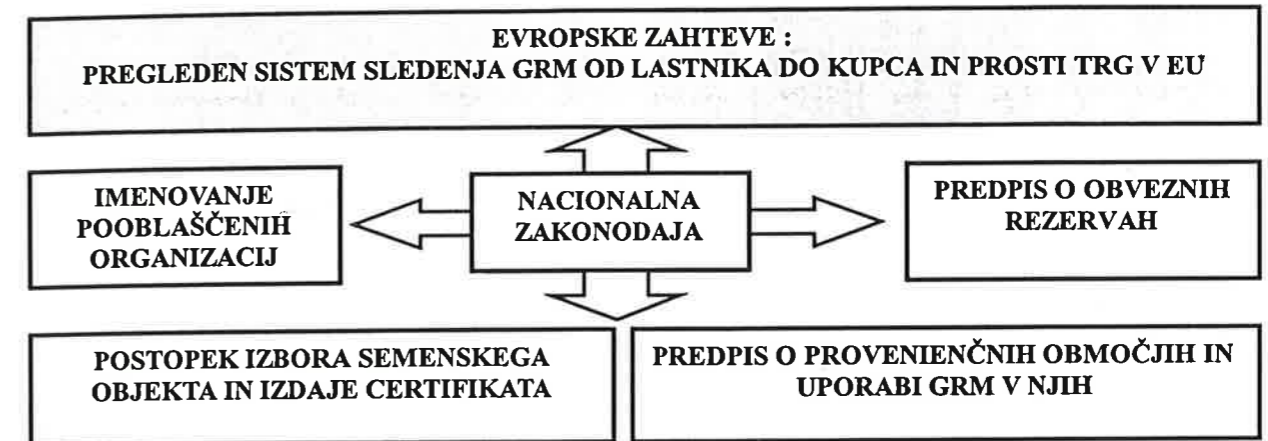 EVROPSKE ZAHTEVE :
PREGLEDEN SISTEM SLEDENJA GRM OD LASTNIKA DO KUPCA IN PROSTI TRG V EU
IMENOVANJE
POOBLAŠČENIH
ORGANIZACIJ
NACIONALNA
ZAKONODAJA
PREDPIS O OBVEZNIH
REZERVAH
POSTOPEK IZBORA SEMENSKEGA
OBJEKTA IN IZDAJE CERTIFIKATA
PREDPIS O PROVENIENČNIH OBMOČJIH IN
UPORABI GRM V NJIH